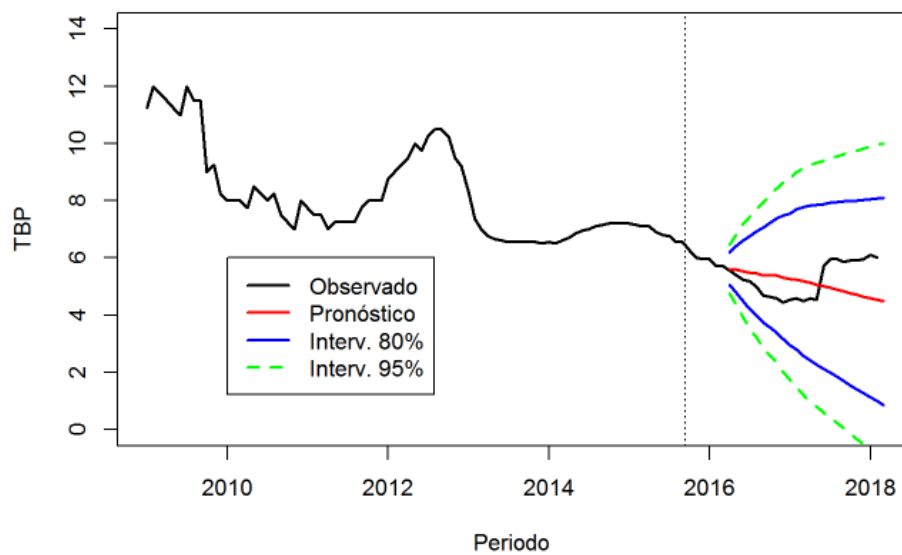 14
12
10
8
6
4
2
0
TBP
Observado
Pronóstico
Interv. 80%
Interv. 95%
2010 2012 2014 2016 2018
Periodo